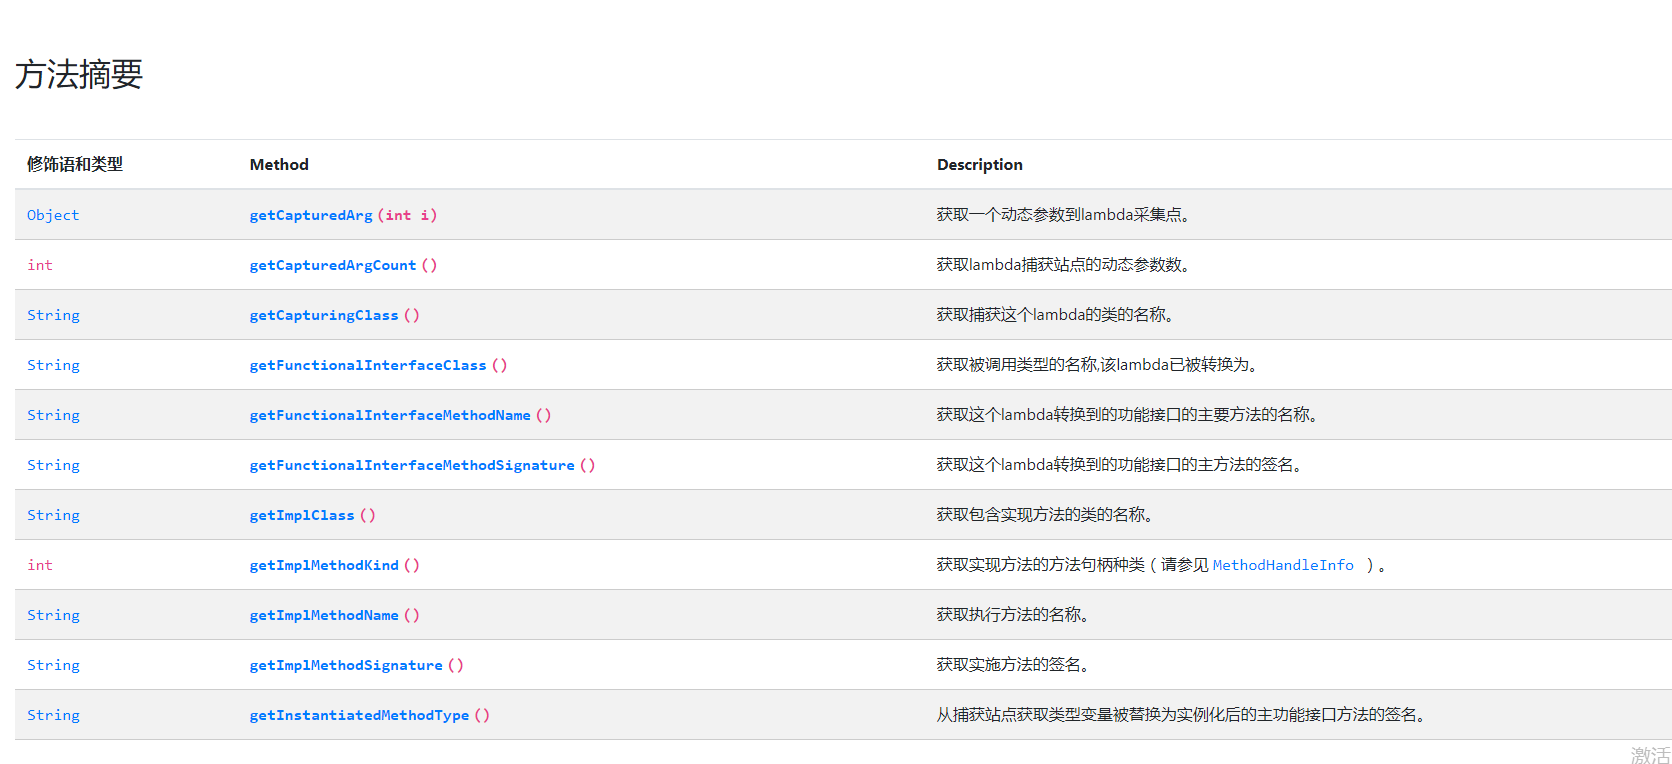 方法摘要
修饰语和类型 Method Description
Object getCapturedArg(int i) 获取一个动态参数到lambda采集点。
int getCapturedArgCount() 获取lambda捕获站点的动态参数数。
String getCapturingClass() 获取捕获这个lambda的类的名称。
String getFunctionalInterfaceClass() 获取被调用类型的名称,该lambda已被转换为。
String getFunctionalInterfaceMethodName() 获取这个lambda转换到的功能接口的主要方法的名称。
String getFunctionalInterfaceMethodSignature() 获取这个lambda转换到的功能接口的主方法的签名。
String getImplClass() 获取包含实现方法的类的名称。
int getImplMethodKind() 获取实现方法的方法句柄种类（请参见 MethodHandleInfo ）。
String getImplMethodName() 获取执行方法的名称。
String getImplMethodSignature() 获取实施方法的签名。
String getInstantiatedMethodType() 从捕获站点获取类型变量被替换为实例化后的主功能接口方法的签名。
激活